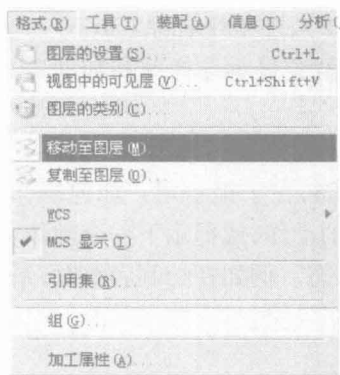 格式(R) 工具(T) 装配(A) 信息(I) 分析(
图层的设置(S)... Ctrl+L
视图中的可见层(V)... Ctrl+Shift+V
图层的类别(C)...
移动至图层(M)...
复制至图层(O)...
WCS
MCS 显示(I)
引用集(R)...
组(G)...
加工属性(A)...